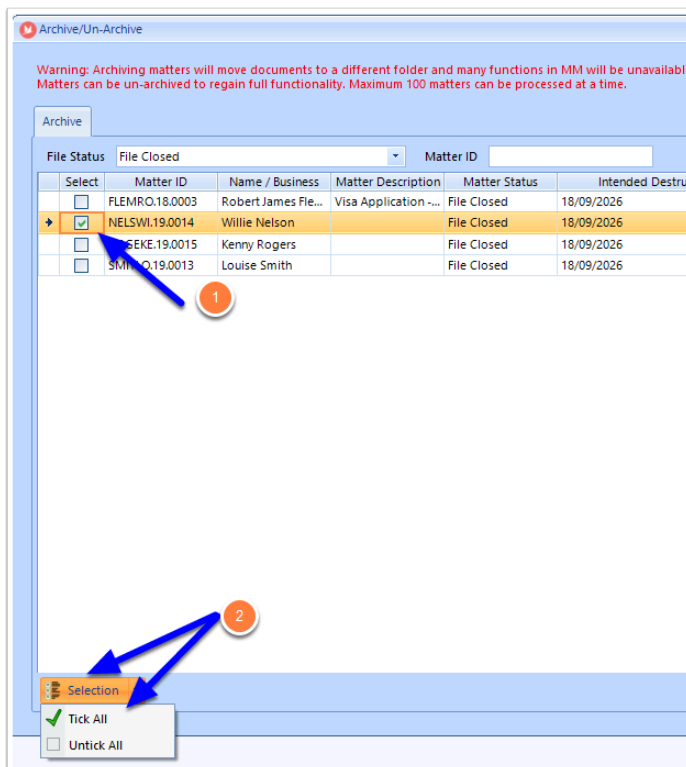 Archive/Un-Archive
Warning: Archiving matters will move documents to a different folder and many functions in MM will be unavailabl
Matters can be un-archived to regain full functionality. Maximum 100 matters can be processed at a time.
Archive
File Status File Closed Matter ID
Select Matter ID Name / Business Matter Description Matter Status Intended Destru
FLEMRO.18.0003 Robert James Fle... Visa Application -... File Closed 18/09/2026
NELSWI.19.0014 Willie Nelson File Closed 18/09/2026
GEKE.19.0015 Kenny Rogers File Closed 18/09/2026
Louise Smith File Closed 18/09/2026
1
2
Selection
Tick All
Untick All